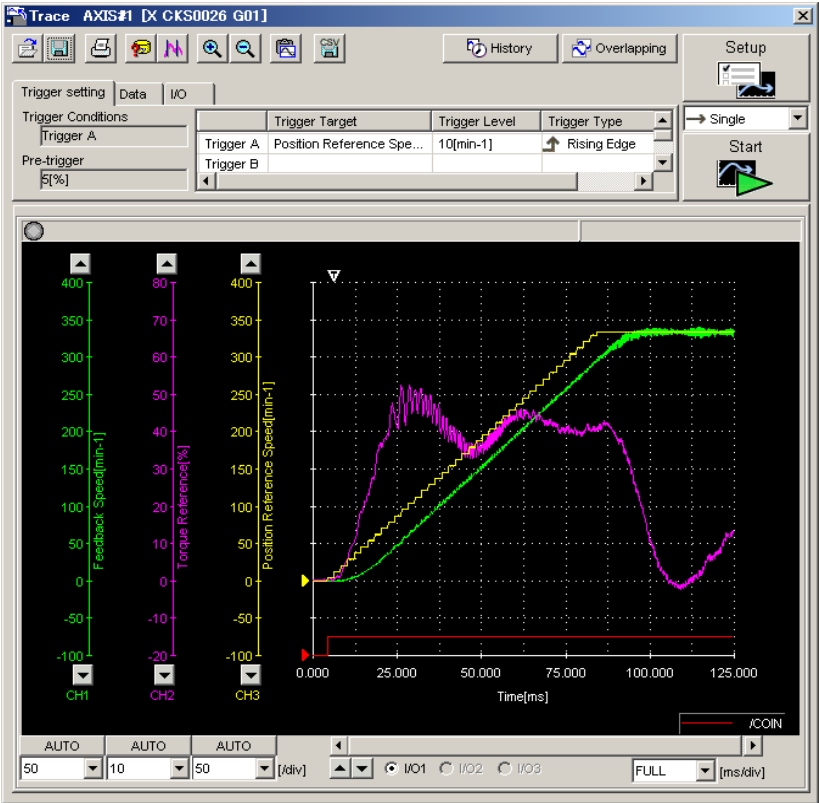 Trace AXIS#1 [X CKS0026 G01]
CSV
History
Overlapping
Setup
Trigger setting
Data
I/O
Trigger Conditions
Trigger A
Pre-trigger
5[%]
Trigger Target Trigger Level Trigger Type
Trigger A Position Reference Spe... 10[min-1] Rising Edge
Trigger B
Single
Start
400 80 400
350 70 350
300 60 300
250 50 250
200 40 200
150 30 150
100 20 100
50 10 50
0 0 0
-50 -10 -50
-100 -20 -100
Feedback Speed[min-1]
Torque Reference[%]
Position Reference Speed[min-1]
T
0.000 25.000 50.000 75.000 100.000 125.000
CH1 CH2 CH3
Time[ms]
/COIN
AUTO AUTO AUTO
50 10 50 [/div]
I/O1 I/O2 I/O3
FULL [ms/div]